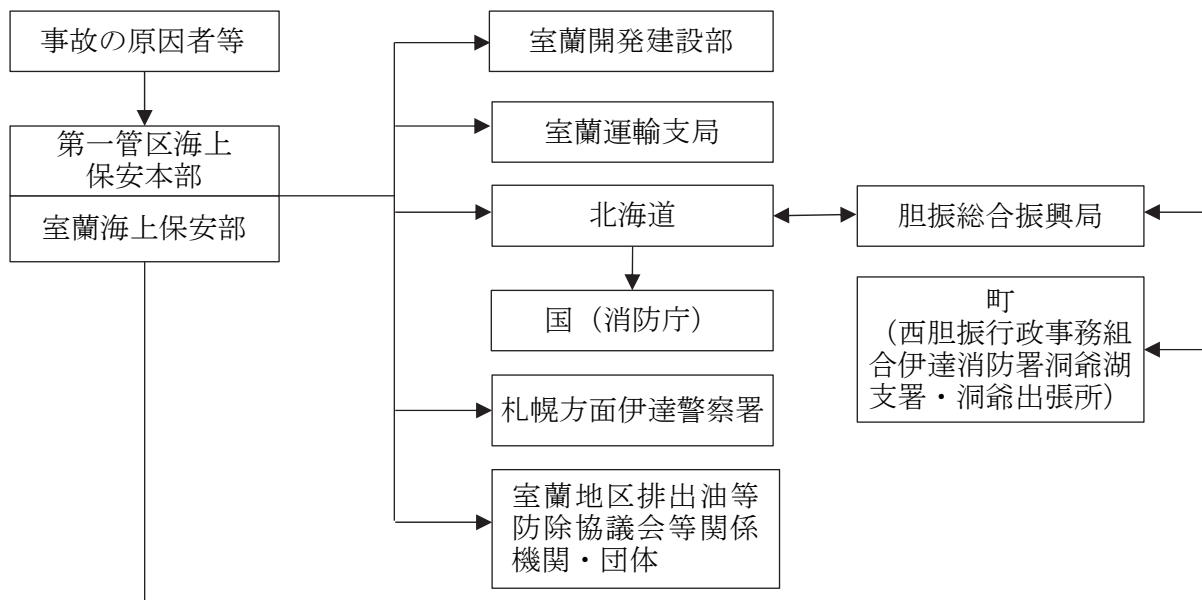 事故の原因者等
第一管区海上
保安本部
室蘭海上保安部
室蘭開発建設部
室蘭運輸支局
北海道
国（消防庁）
札幌方面伊達警察署
室蘭地区排出油等
防除協議会等関係
機関・団体
胆振総合振興局
町
（西胆振行政事務組
合伊達消防署洞爺湖
支署・洞爺出張所）